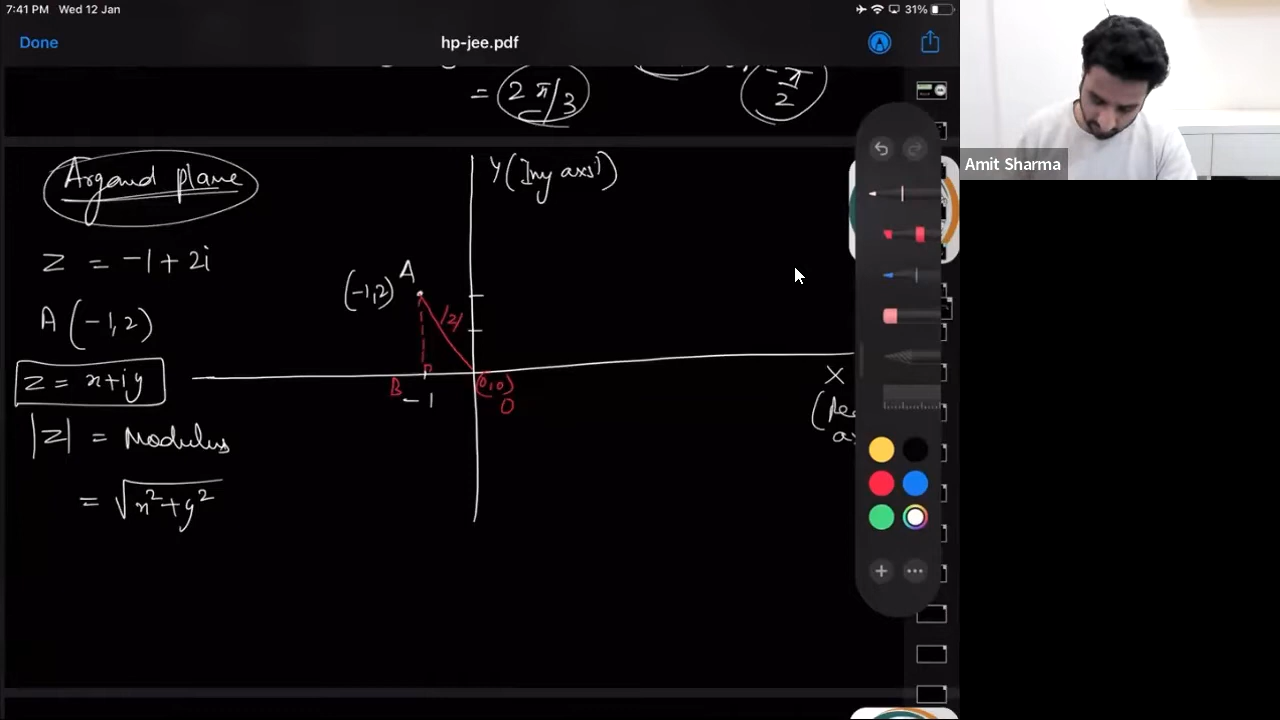 7:41 PM Wed 12 Jan
31%
Done
hp-jee.pdf
= 2π/3
-π/2
Argand plane
Y (Img axis)
z = -1+2i
A
(-1,2)
|z|
A (-1,2)
z = x+iy
B
-1
(0,0)
O
X
|z| = Modulus
= √x²+y²
Amit Sharma